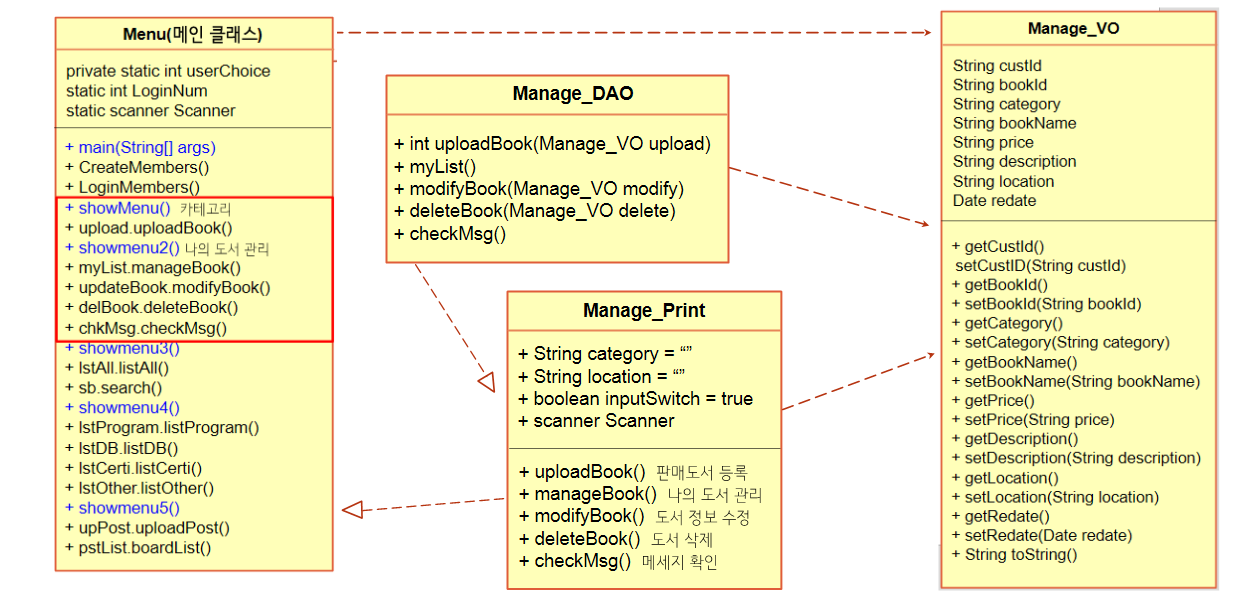 Menu(메인 클래스)
private static int userChoice
static int LoginNum
static scanner Scanner
+ main(String[] args)
+ CreateMembers()
+ LoginMembers()
+ showMenu() 카테고리
+ upload.uploadBook()
+ showmenu2() 나의 도서 관리
+ myList.manageBook()
+ updateBook.modifyBook()
+ delBook.deleteBook()
+ chkMsg.checkMsg()
+ showmenu3()
+ lstAll.listAll()
+ sb.search()
+ showmenu4()
+ lstProgram.listProgram()
+ lstDB.listDB()
+ lstCerti.listCerti()
+ lstOther.listOther()
+ showmenu5()
+ upPost.uploadPost()
+ pstList.boardList()
Manage_DAO
+ int uploadBook(Manage_VO upload)
+ myList()
+ modifyBook(Manage_VO modify)
+ deleteBook(Manage_VO delete)
+ checkMsg()
Manage_Print
+ String category = “”
+ String location = “”
+ boolean inputSwitch = true
+ scanner Scanner
+ uploadBook() 판매도서 등록
+ manageBook() 나의 도서 관리
+ modifyBook() 도서 정보 수정
+ deleteBook() 도서 삭제
+ checkMsg() 메세지 확인
Manage_VO
String custId
String bookId
String category
String bookName
String price
String description
String location
Date redate
+ getCustId()
setCustID(String custId)
+ getBookId()
+ setBookId(String bookId)
+ getCategory()
+ setCategory(String category)
+ getBookName()
+ setBookName(String bookName)
+ getPrice()
+ setPrice(String price)
+ getDescription()
+ setDescription(String description)
+ getLocation()
+ setLocation(String location)
+ getRedate()
+ setRedate(Date redate)
+ String toString()